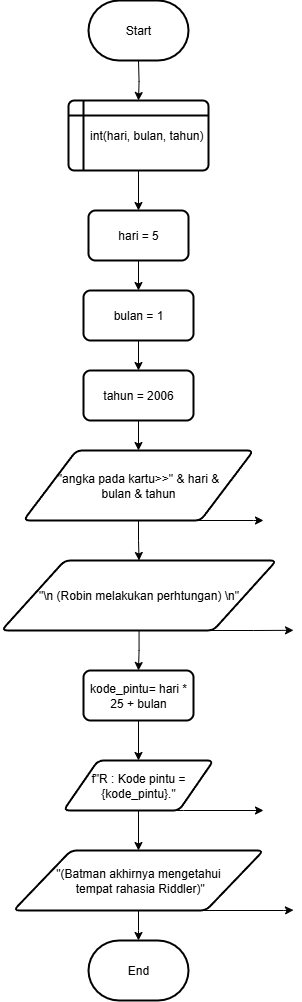 Start
int(hari, bulan, tahun)
hari = 5
bulan = 1
tahun = 2006
"angka pada kartu>>" & hari &
bulan & tahun
"\n (Robin melakukan perhtungan) \n"
kode_pintu= hari *
25 + bulan
f"R : Kode pintu =
{kode_pintu}."
"(Batman akhirnya mengetahui
tempat rahasia Riddler)"
End